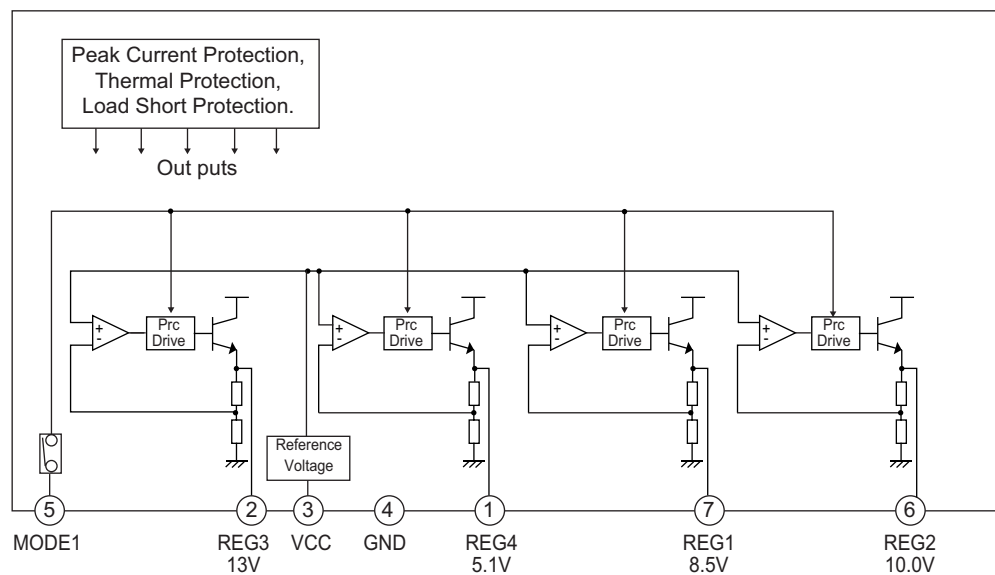 Peak Current Protection,
Thermal Protection,
Load Short Protection.
Out puts
+
-
Prc
Drive
+
-
Prc
Drive
+
-
Prc
Drive
+
-
Prc
Drive
Reference
Voltage
5
2
3
4
1
7
6
MODE1
REG3
13V
VCC
GND
REG4
5.1V
REG1
8.5V
REG2
10.0V